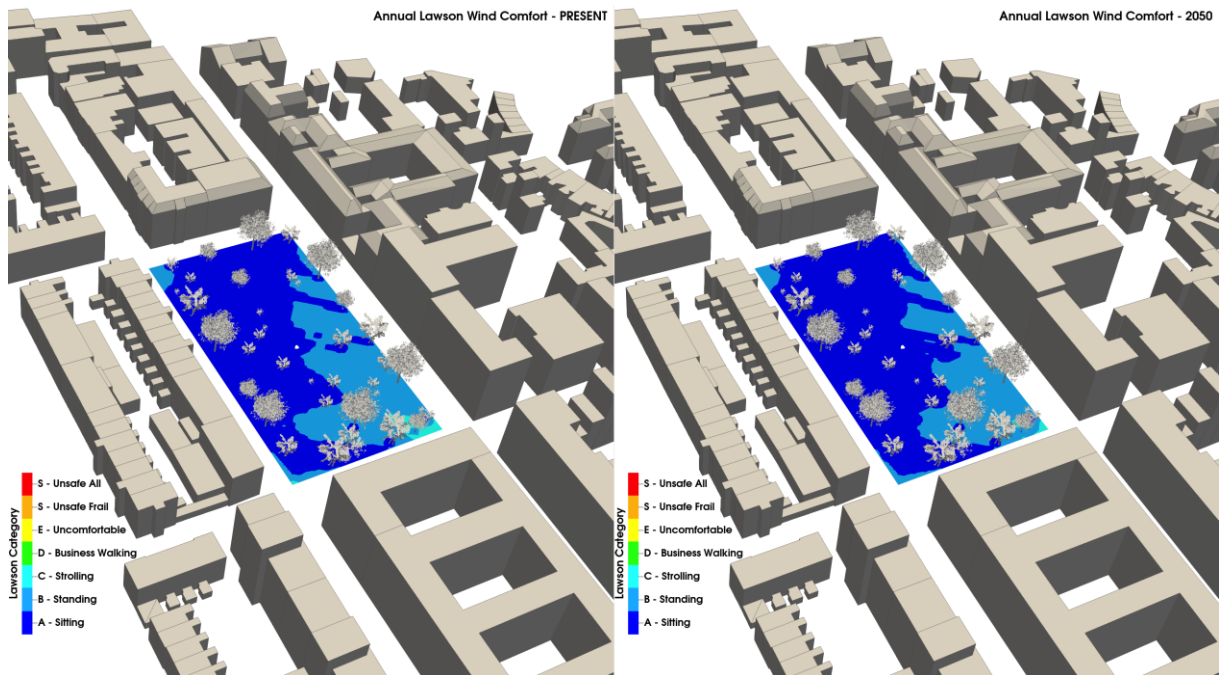 Annual Lawson Wind Comfort - PRESENT
Lawson Category
S - Unsafe All
S - Unsafe Frail
E - Uncomfortable
D - Business Walking
C - Strolling
B - Standing
A - Sitting
Annual Lawson Wind Comfort - 2050
Lawson Category
S - Unsafe All
S - Unsafe Frail
E - Uncomfortable
D - Business Walking
C - Strolling
B - Standing
A - Sitting